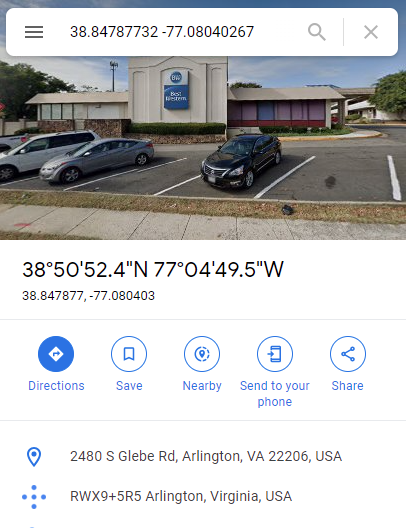 38.84787732 -77.08040267
BW
Best
Western
38°50'52.4"N 77°04'49.5"W
38.847877, -77.080403
Directions
Save
Nearby
Send to your
phone
Share
2480 S Glebe Rd, Arlington, VA 22206, USA
RWX9+5R5 Arlington, Virginia, USA